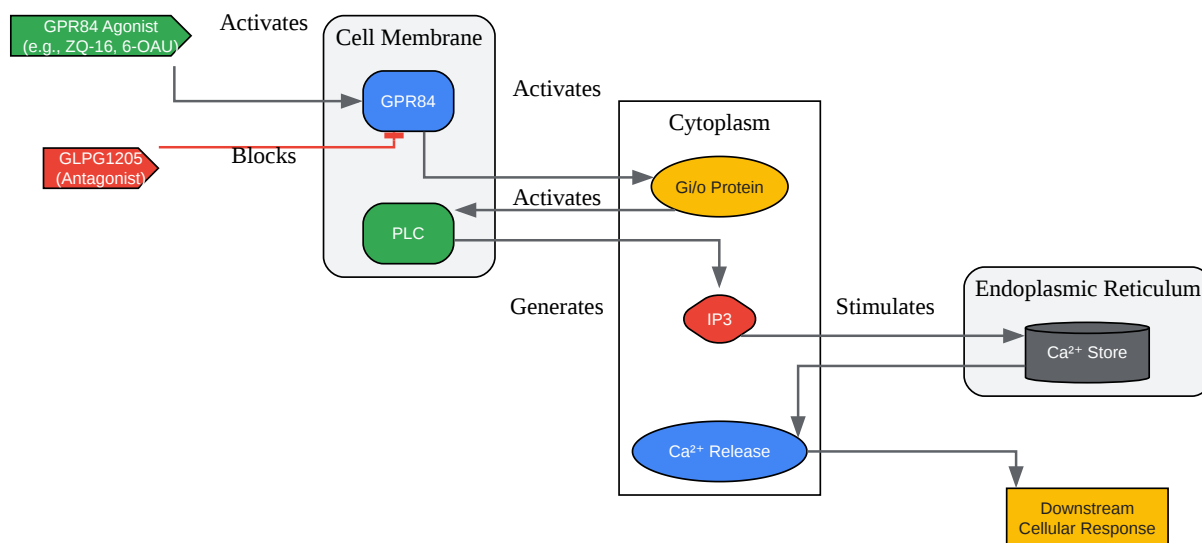 GPR84 Agonist
(e.g., ZQ-16, 6-OAU)
Activates
Cell Membrane
GPR84
Activates
GLPG1205
(Antagonist)
Blocks
Cytoplasm
Gi/o Protein
Activates
PLC
Generates
IP3
Stimulates
Endoplasmic Reticulum
Ca²⁺ Store
Ca²⁺ Release
Downstream
Cellular Response